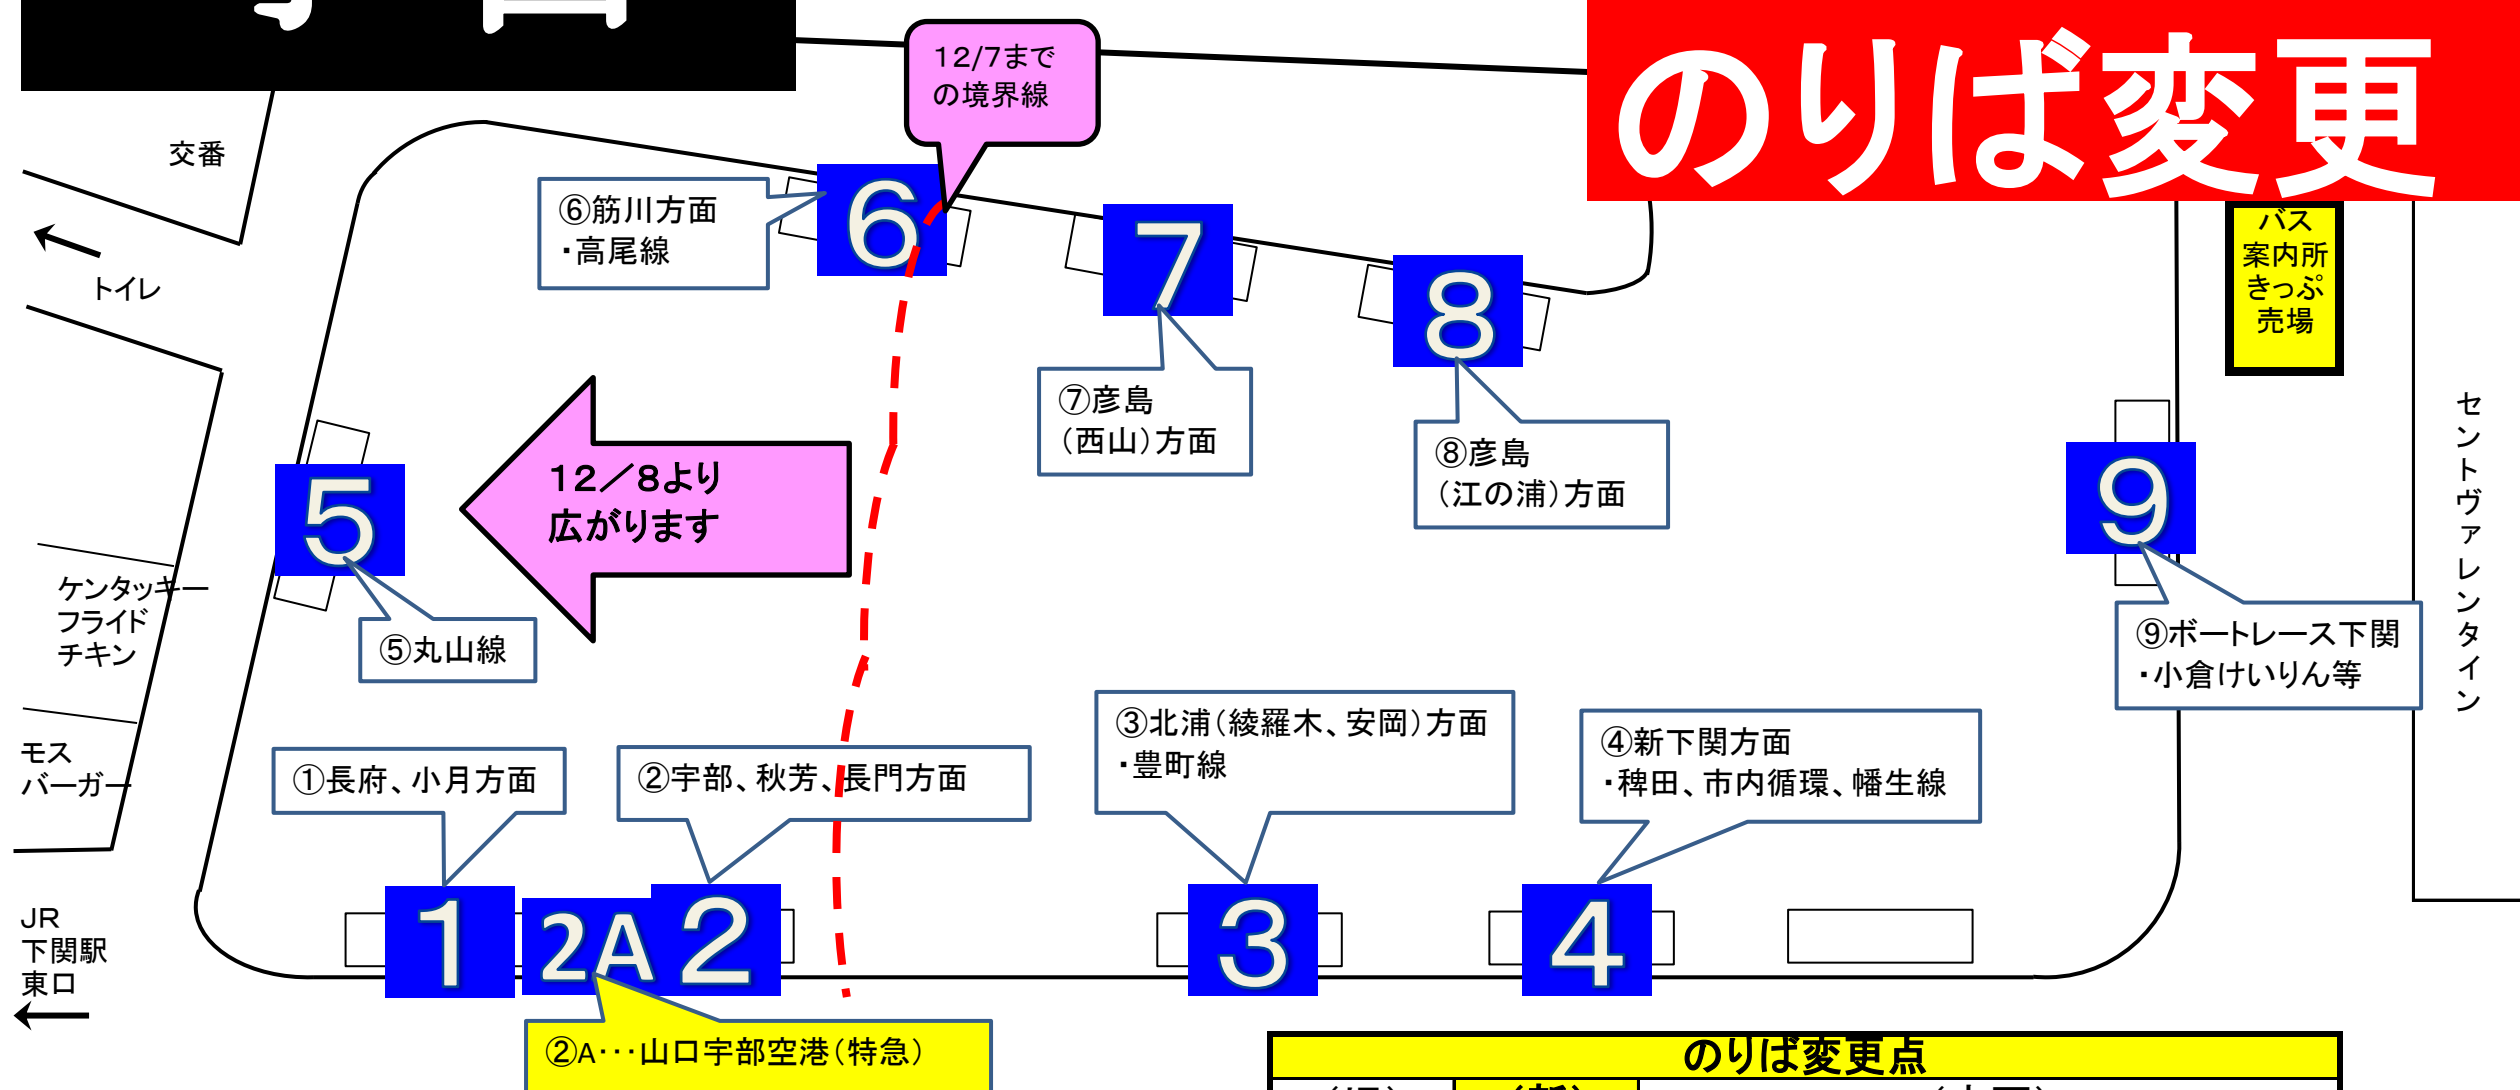 のりば変更
12/7まで
の境界線
交番
トイレ
⑥筋川方面
・高尾線
6
7
8
バス
案内所
きっぷ
売場
⑦彦島
(西山)方面
⑧彦島
(江の浦)方面
12/8より
広がります
5
9
セントヴァレンタイン
ケンタッキー
フライド
チキン
⑤丸山線
⑨ボートレース下関
・小倉けいりん等
モス
バーガー
①長府、小月方面
②宇部、秋芳、長門方面
③北浦(綾羅木、安岡)方面
・豊町線
④新下関方面
・稗田、市内循環、幡生線
1
2A
2
3
4
JR
下関駅
東口
②A・・・山口宇部空港(特急)
のりば変更点